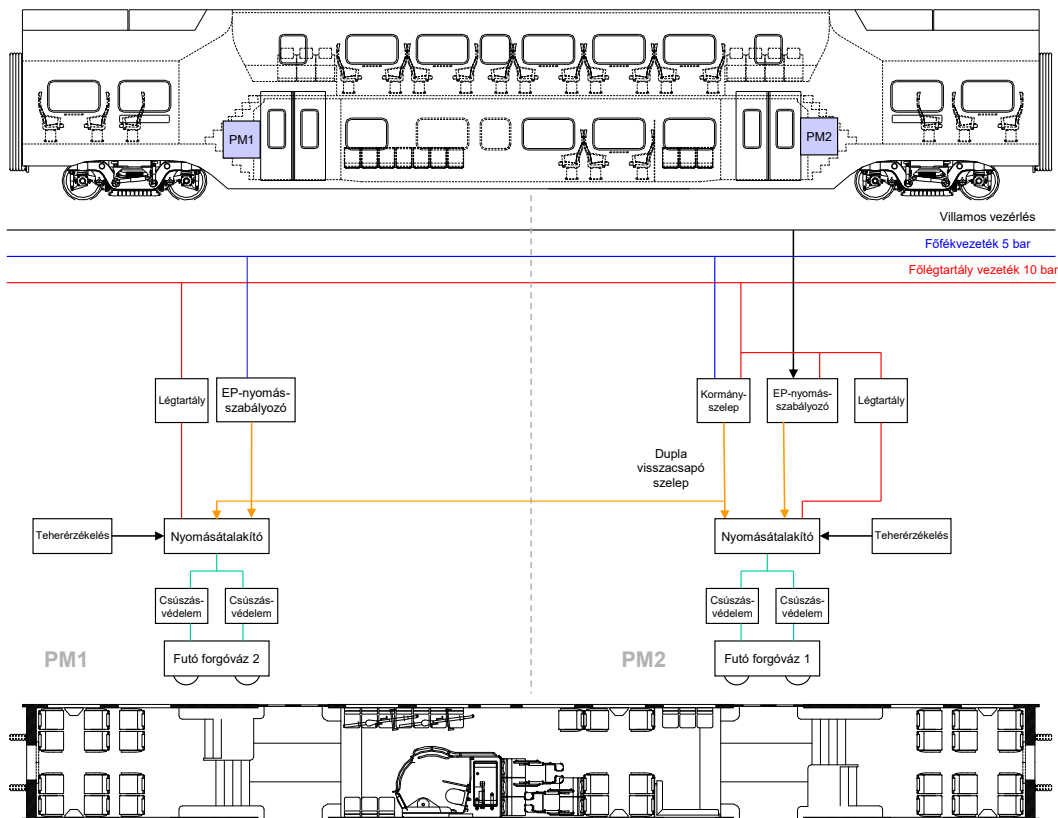 PM1
PM2
Villamos vezérlés
Főfékvezeték 5 bar
Főlégtartály vezeték 10 bar
Légtartály
EP-nyomás-
szabályozó
Kormány-
szelep
EP-nyomás-
szabályozó
Légtartály
Dupla
visszacsapó
szelep
Teherérzékelés
Nyomásátalakító
Nyomásátalakító
Teherérzékelés
Csúszás-
védelem
Csúszás-
védelem
Csúszás-
védelem
Csúszás-
védelem
PM1
Futó forgóváz 2
PM2
Futó forgóváz 1